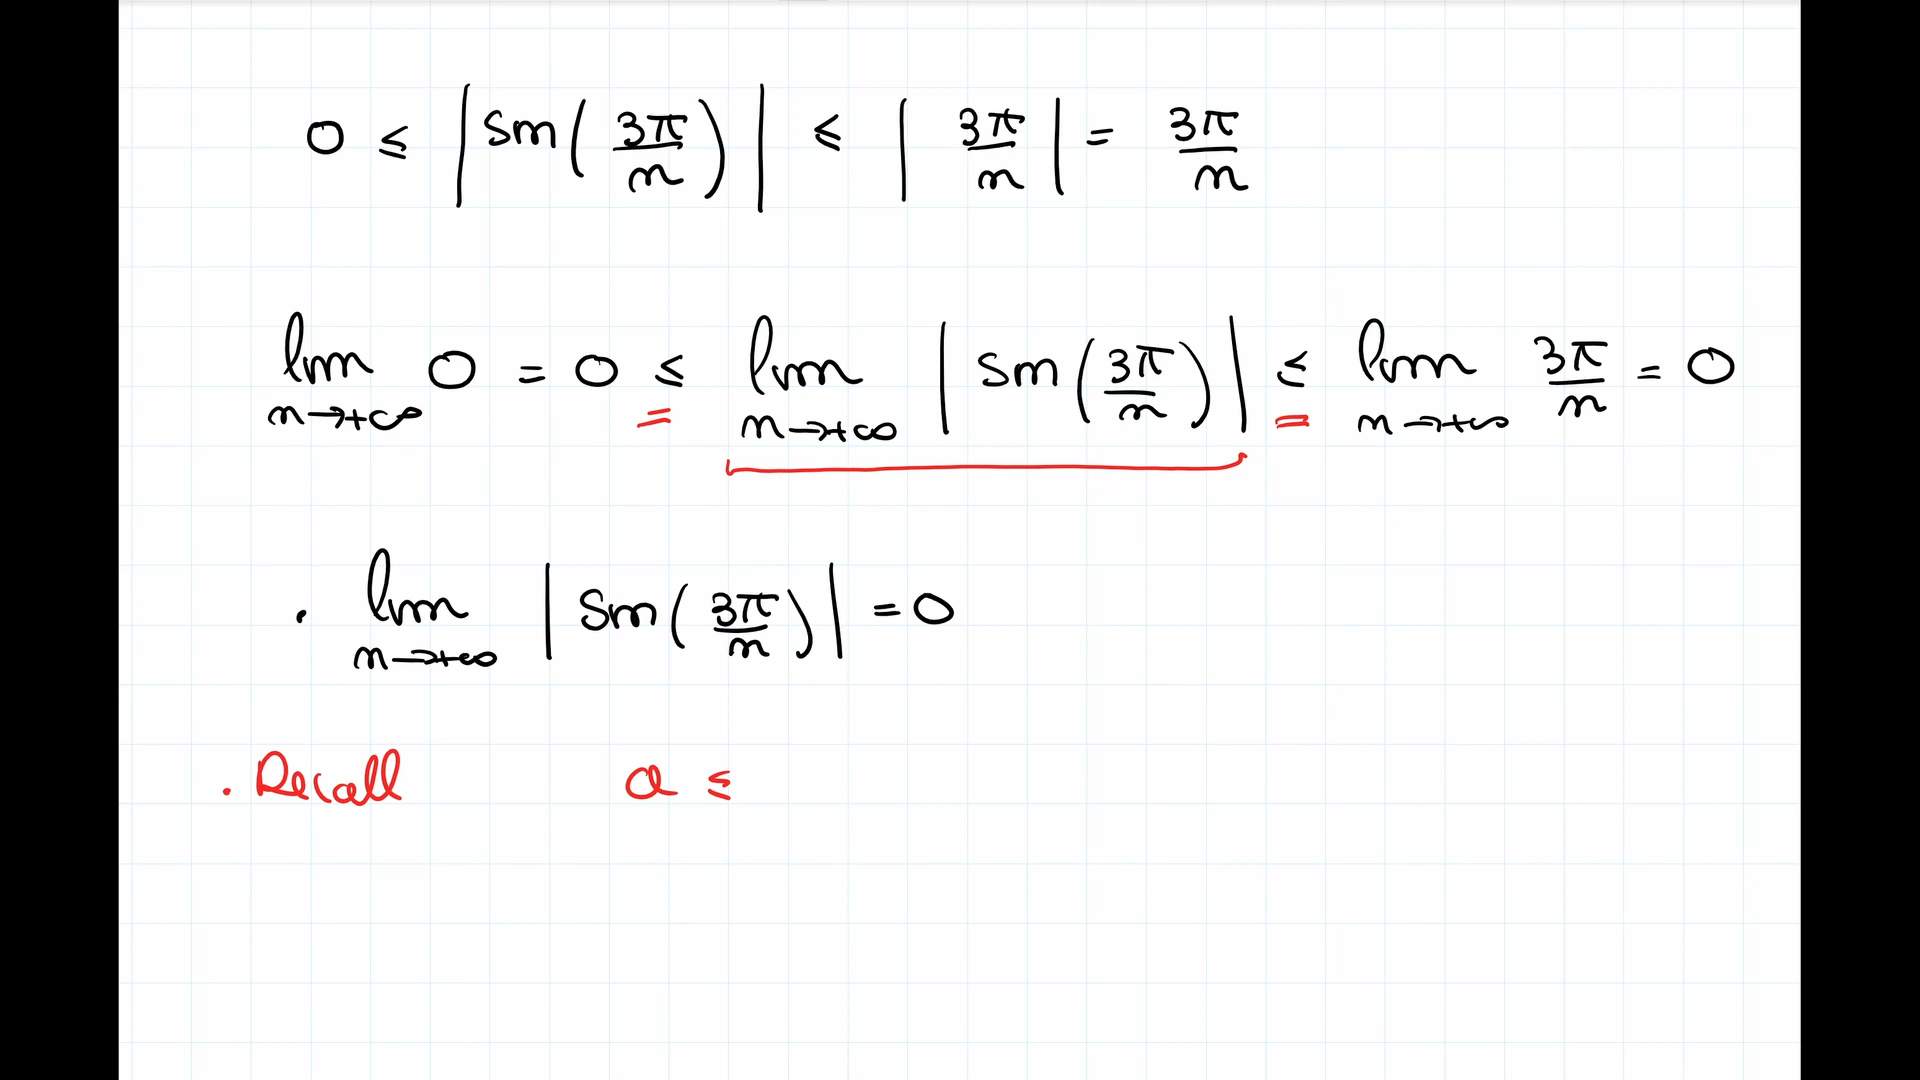 0 ≤ | sin( 3π/n ) | ≤ | 3π/n | = 3π/n
lim n→+∞ 0 = 0 ≤ lim n→+∞ | sin( 3π/n ) | ≤ lim n→+∞ 3π/n = 0
= =
. lim n→+∞ | sin( 3π/n ) | = 0
. Recall a ≤